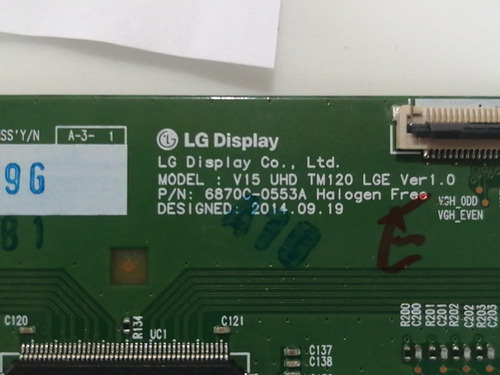 SS'Y/N A-3- 1
LG Display
LG Display Co., Ltd.
MODEL : V15 UHD TM120 LGE Ver1.0
9G
P/N: 6870C-0553A Halogen Free
DESIGNED: 2014.09.19
VGH_ODD
VGH_EVEN
A10
E
B1
C120
R134
UC1
C121
R200
C200
R201
C201
R202
C202
R203
C203
C137
C138